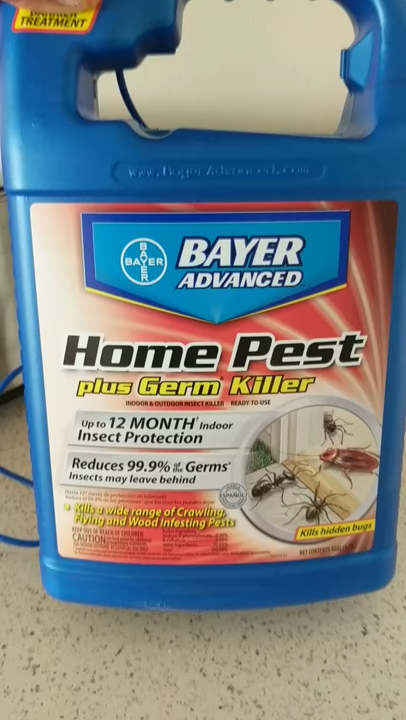 TREATMENT
www.BayerAdvanced.com
BAYER
BAYER
BAYER
ADVANCED
Home Pest
plus Germ* Killer
INDOOR & OUTDOOR INSECT KILLER READY-TO-USE
Up to 12 MONTH† Indoor
Insect Protection
Reduces 99.9% of the Germs*
Insects may leave behind
ESPAÑOL
• Kills a wide range of Crawling,
Flying and Wood Infesting Pests
Kills hidden bugs
KEEP OUT OF REACH OF CHILDREN
CAUTION
NET CONTENTS